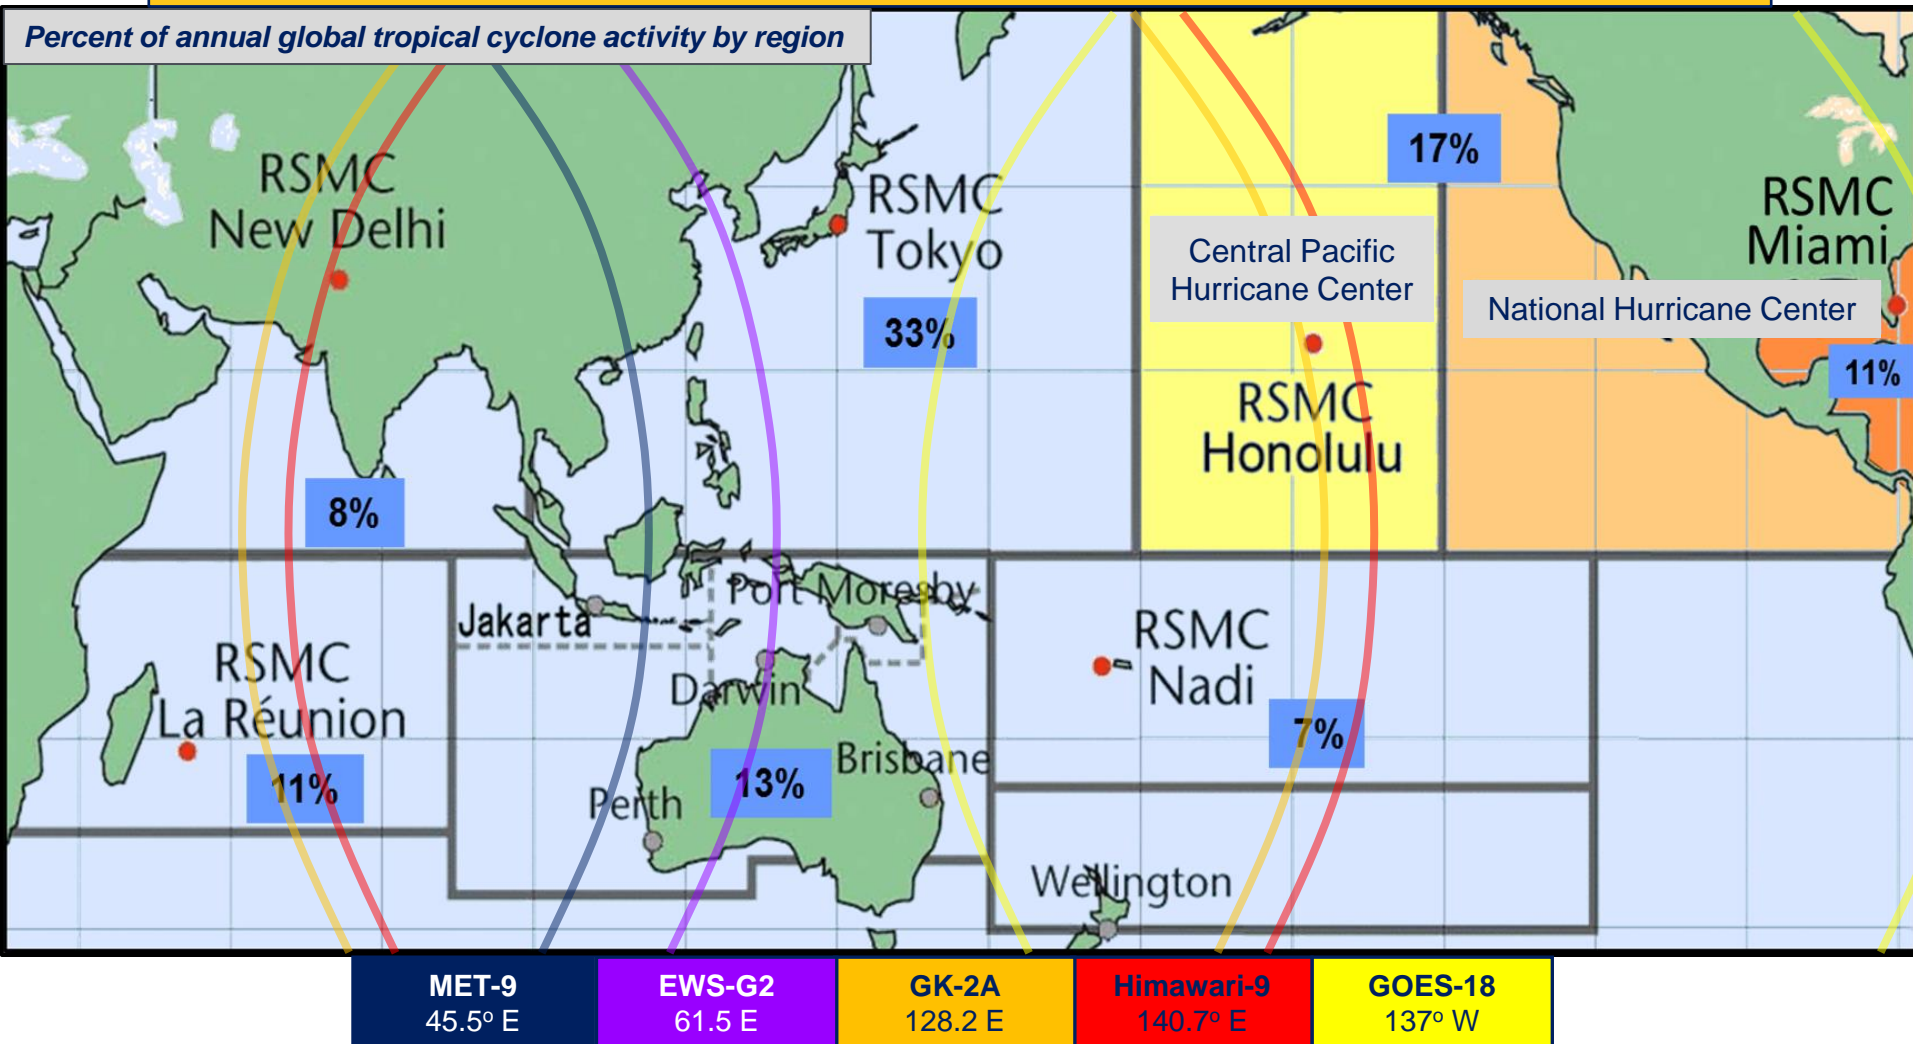 Percent of annual global tropical cyclone activity by region
RSMC
New Delhi
RSMC
Tokyo
33%
17%
Central Pacific
Hurricane Center
RSMC
Honolulu
RSMC
Miami
National Hurricane Center
11%
8%
Jakarta
Port Moresby
RSMC
La Réunion
11%
Darwin
Brisbane
13%
Perth
RSMC
Nadi
7%
Wellington
MET-9
45.5º E
EWS-G2
61.5 E
GK-2A
128.2 E
Himawari-9
140.7º E
GOES-18
137º W